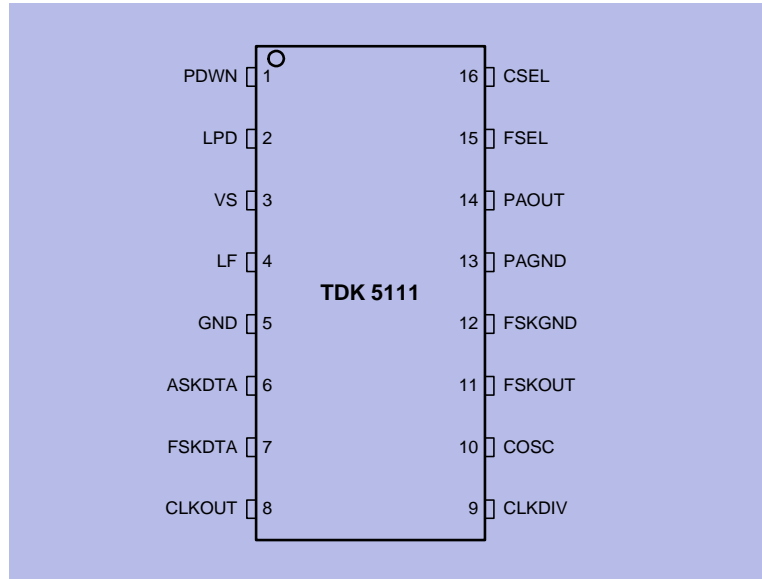 PDWN 1 16 CSEL
LPD 2 15 FSEL
VS 3 14 PAOUT
LF 4 13 PAGND
TDK 5111
GND 5 12 FSKGND
ASKDTA 6 11 FSKOUT
FSKDTA 7 10 COSC
CLKOUT 8 9 CLKDIV